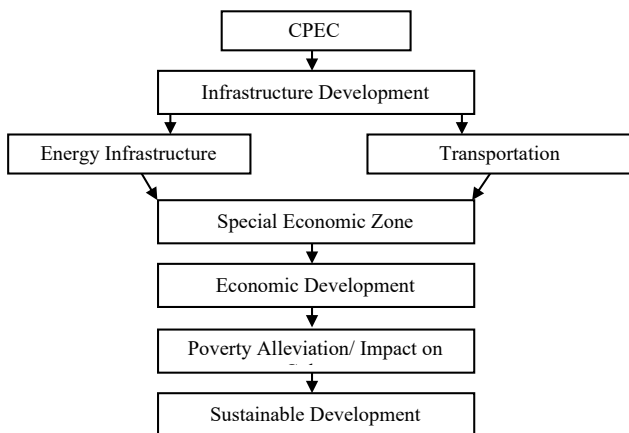 CPEC
Infrastructure Development
Energy Infrastructure
Transportation
Special Economic Zone
Economic Development
Poverty Alleviation/ Impact on
Sustainable Development